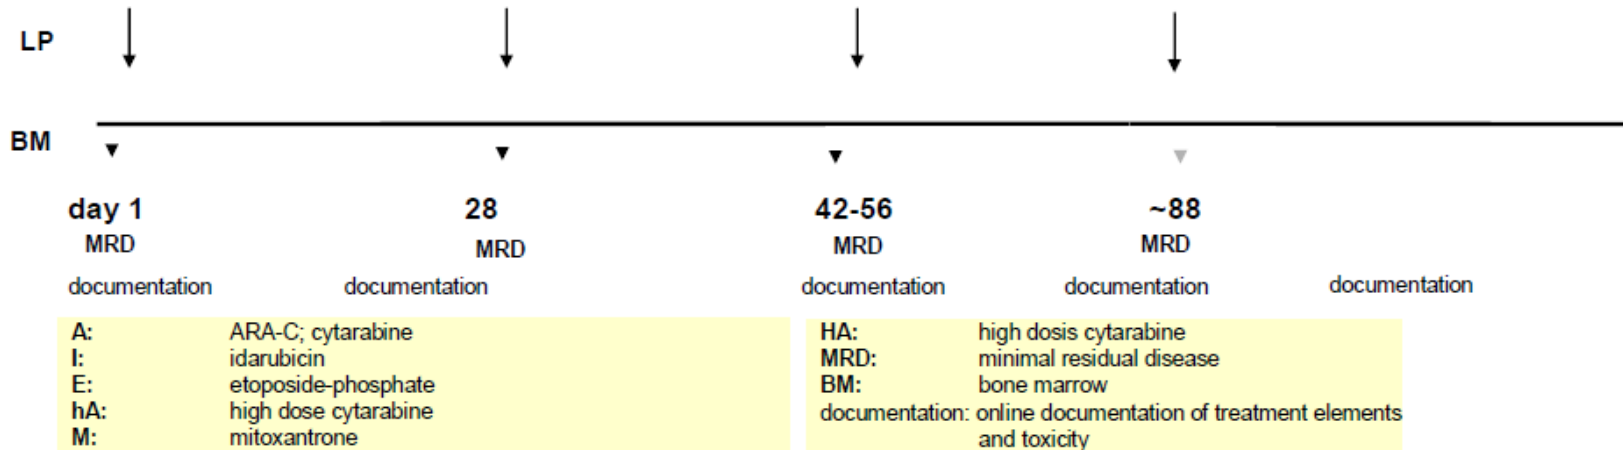 LP
BM
day 1 28 42-56 ~88
MRD MRD MRD MRD
documentation documentation documentation documentation documentation
A: ARA-C; cytarabine
I: idarubicin
E: etoposide-phosphate
hA: high dose cytarabine
M: mitoxantrone
HA: high dosis cytarabine
MRD: minimal residual disease
BM: bone marrow
documentation: online documentation of treatment elements
and toxicity